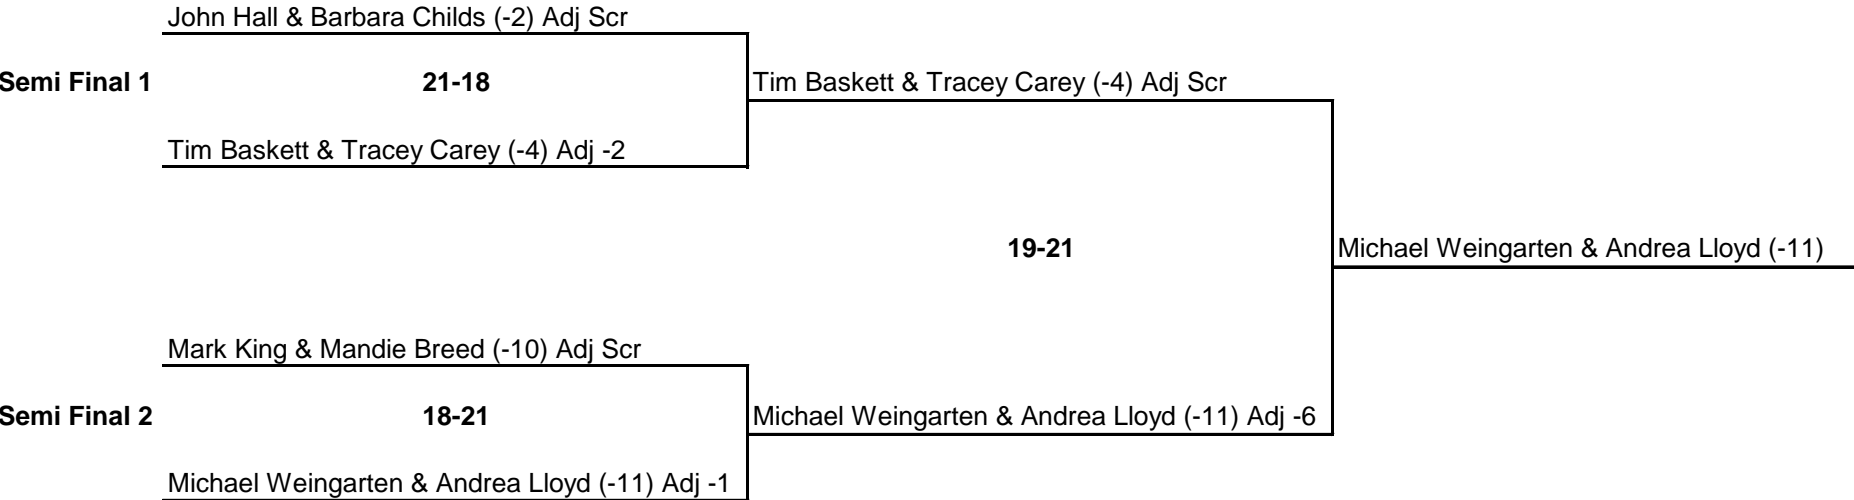 John Hall & Barbara Childs (-2) Adj Scr
Semi Final 1 21-18 Tim Baskett & Tracey Carey (-4) Adj Scr
Tim Baskett & Tracey Carey (-4) Adj -2
19-21 Michael Weingarten & Andrea Lloyd (-11)
Mark King & Mandie Breed (-10) Adj Scr
Semi Final 2 18-21 Michael Weingarten & Andrea Lloyd (-11) Adj -6
Michael Weingarten & Andrea Lloyd (-11) Adj -1